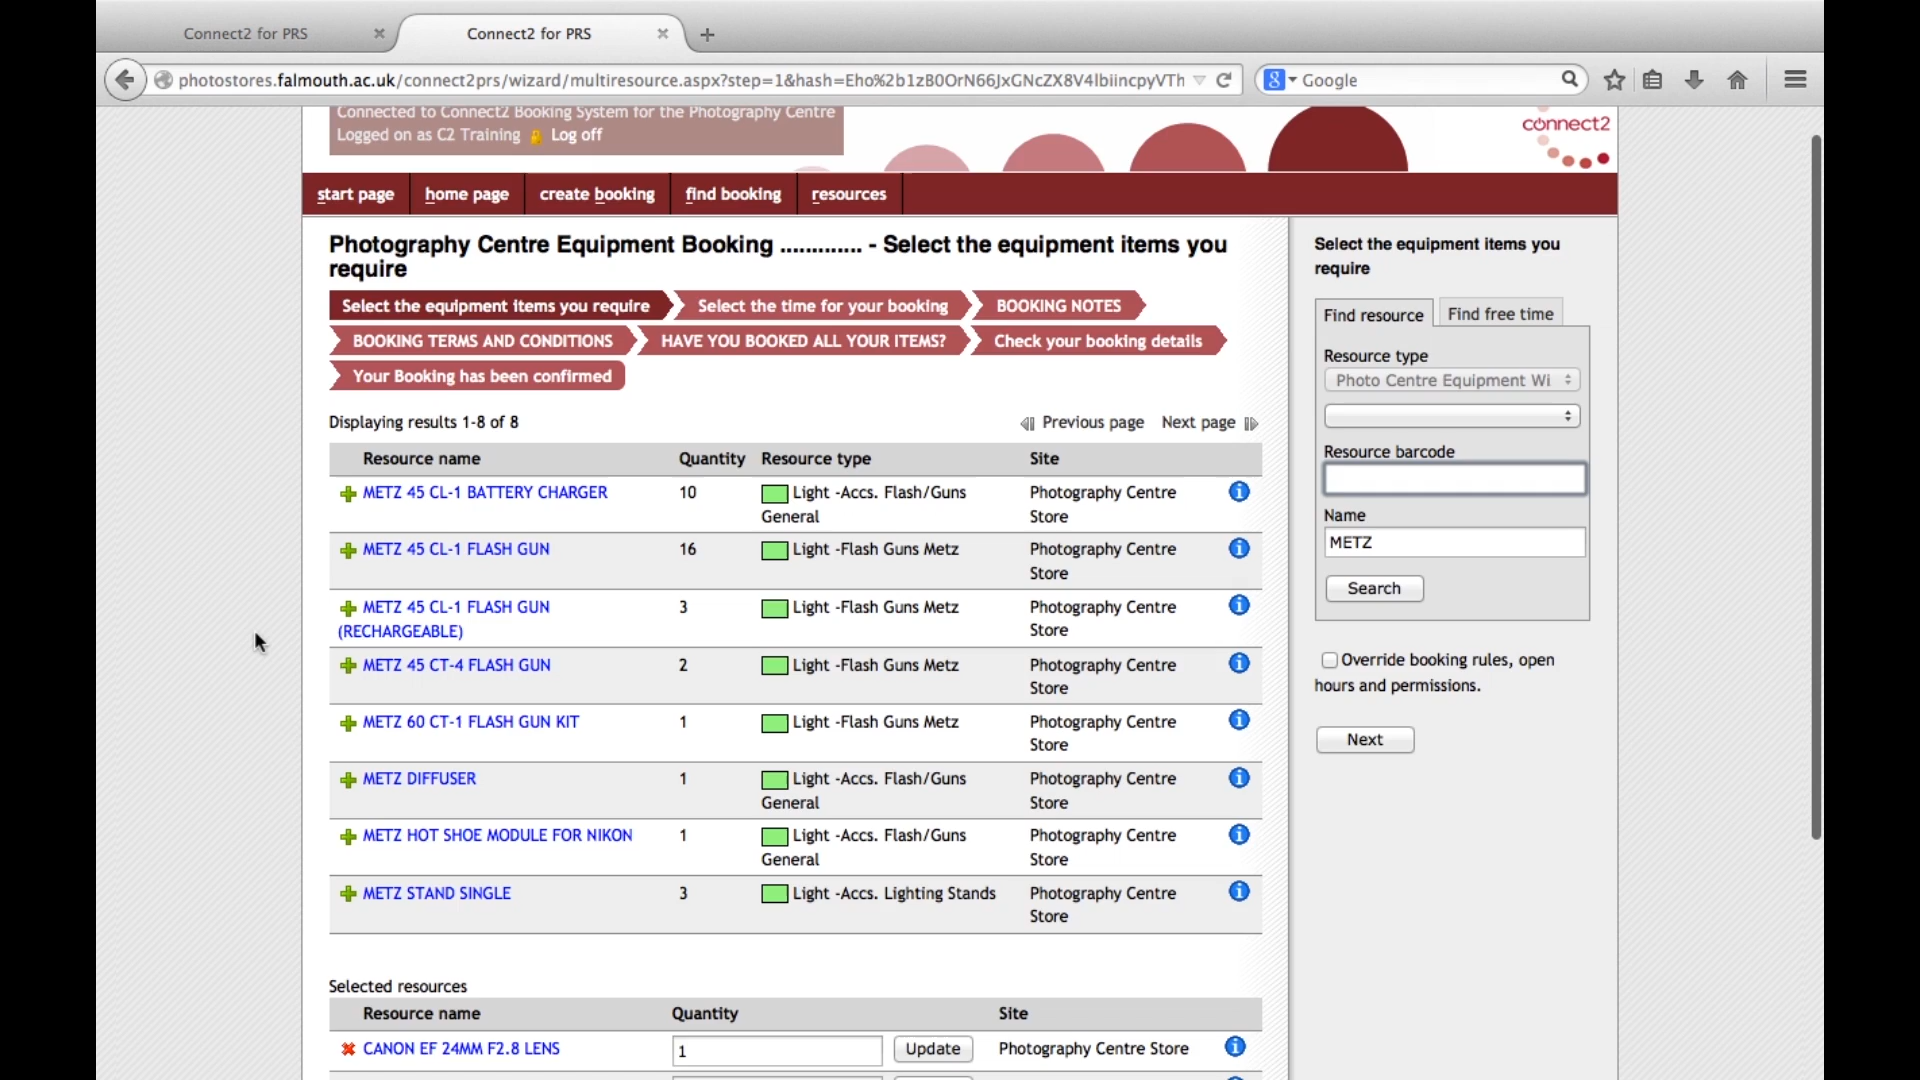 Connect2 for PRS
Connect2 for PRS
photostores.falmouth.ac.uk/connect2prs/wizard/multiresource.aspx?step=1&hash=Eho%2b1zB0OrN66JxGNcZX8V4lbiincpyVTh
Google
Connected to Connect2 Booking System for the Photography Centre
Logged on as C2 Training Log off
connect2
start page home page create booking find booking resources
Photography Centre Equipment Booking ............. - Select the equipment items you
require
Select the equipment items you require Select the time for your booking BOOKING NOTES
BOOKING TERMS AND CONDITIONS HAVE YOU BOOKED ALL YOUR ITEMS? Check your booking details
Your Booking has been confirmed
Displaying results 1-8 of 8 Previous page Next page
Resource name Quantity Resource type Site
METZ 45 CL-1 BATTERY CHARGER 10 Light -Accs. Flash/Guns Photography Centre
General Store
METZ 45 CL-1 FLASH GUN 16 Light -Flash Guns Metz Photography Centre
Store
METZ 45 CL-1 FLASH GUN 3 Light -Flash Guns Metz Photography Centre
(RECHARGEABLE) Store
METZ 45 CT-4 FLASH GUN 2 Light -Flash Guns Metz Photography Centre
Store
METZ 60 CT-1 FLASH GUN KIT 1 Light -Flash Guns Metz Photography Centre
Store
METZ DIFFUSER 1 Light -Accs. Flash/Guns Photography Centre
General Store
METZ HOT SHOE MODULE FOR NIKON 1 Light -Accs. Flash/Guns Photography Centre
General Store
METZ STAND SINGLE 3 Light -Accs. Lighting Stands Photography Centre
Store
Selected resources
Resource name Quantity Site
CANON EF 24MM F2.8 LENS 1 Update Photography Centre Store
Select the equipment items you
require
Find resource Find free time
Resource type
Photo Centre Equipment Wi
Resource barcode
Name
METZ
Search
Override booking rules, open
hours and permissions.
Next